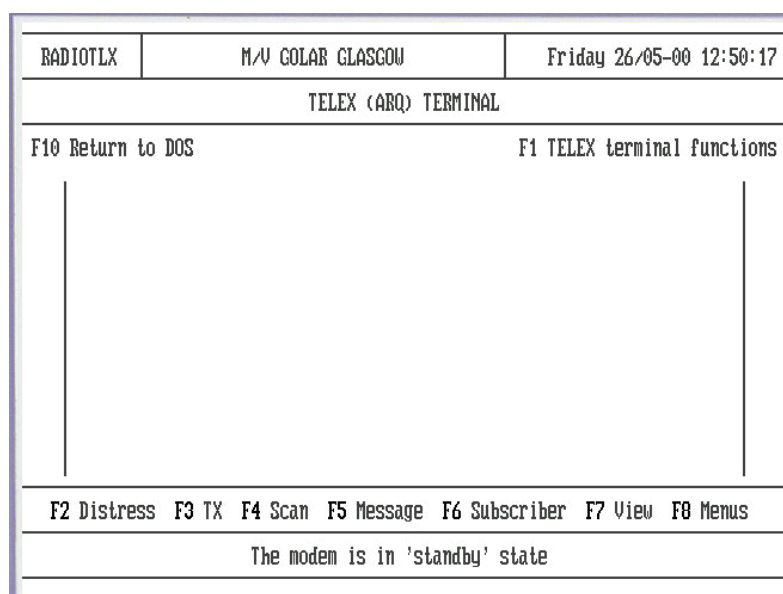 RADIOTLX M/V GOLAR GLASGOW Friday 26/05-00 12:50:17
TELEX (ARQ) TERMINAL
F10 Return to DOS F1 TELEX terminal functions
F2 Distress F3 TX F4 Scan F5 Message F6 Subscriber F7 View F8 Menus
The modem is in 'standby' state